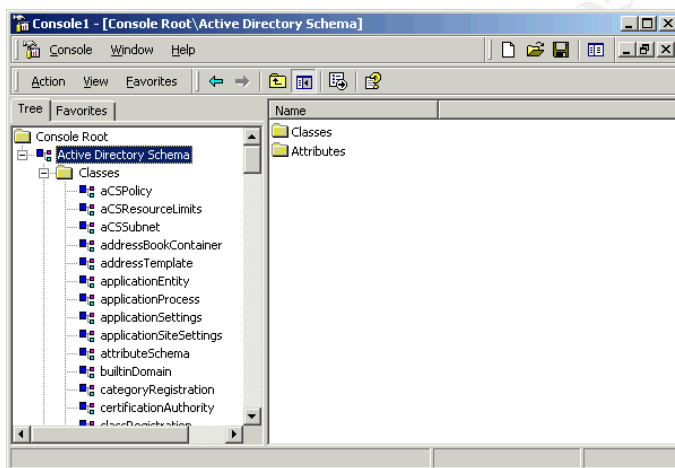 Console1 - [Console Root\Active Directory Schema]
Console Window Help
Action View Favorites
Tree Favorites
Name
Console Root
Active Directory Schema
Classes
aCSPolicy
aCSResourceLimits
aCSSubnet
addressBookContainer
addressTemplate
applicationEntity
applicationProcess
applicationSettings
applicationSiteSettings
attributeSchema
builtinDomain
categoryRegistration
certificationAuthority
classRegistration
Classes
Attributes